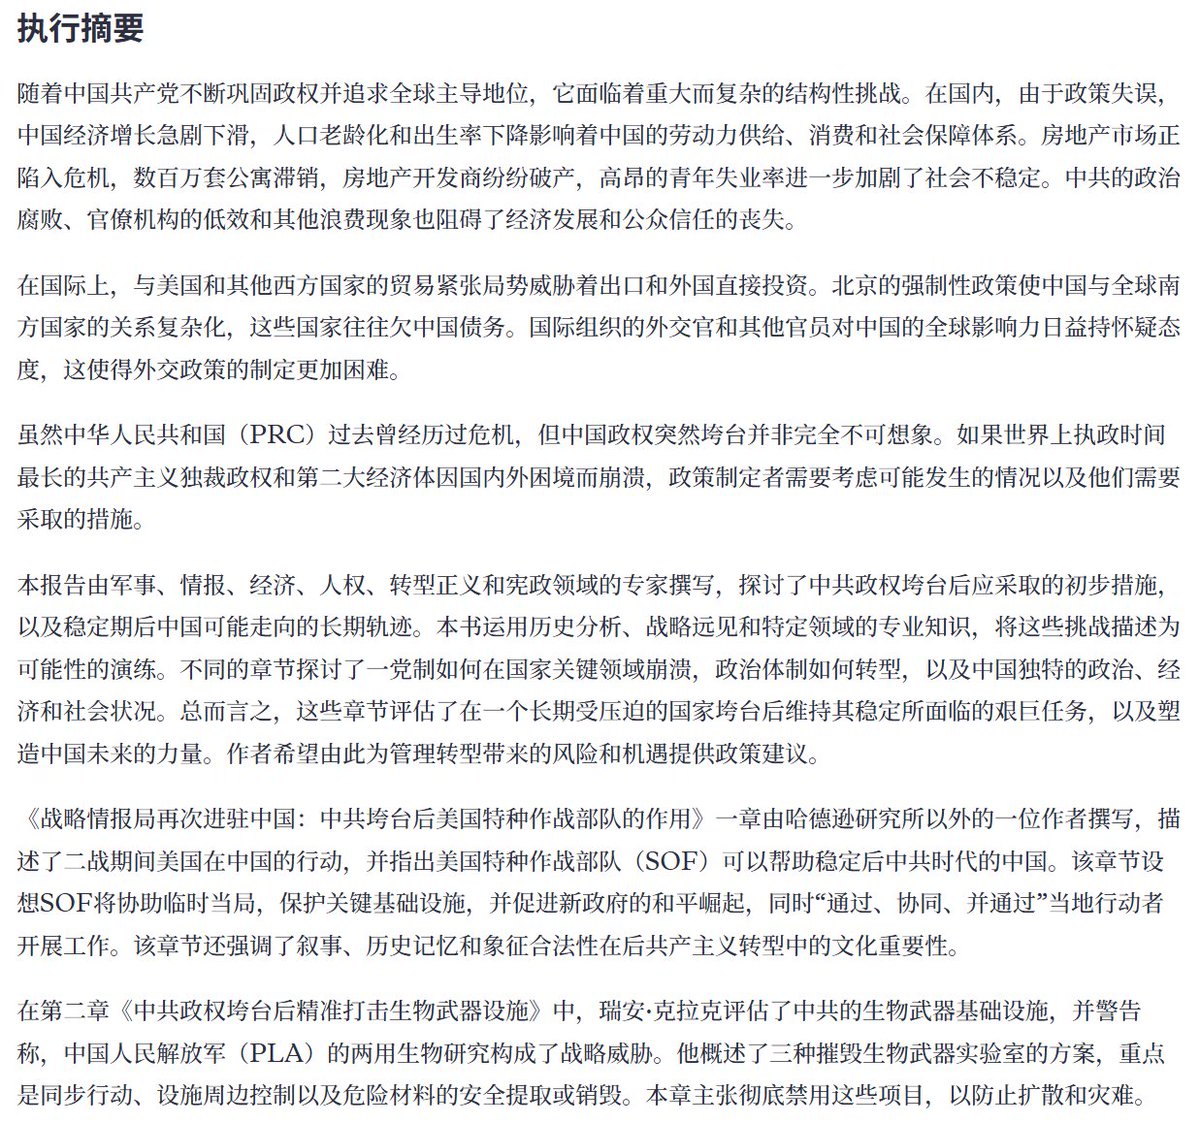 执行摘要
随着中国共产党不断巩固政权并追求全球主导地位，它面临着重大而复杂的结构性挑战。在国内，由于政策失误，
中国经济增长急剧下滑，人口老龄化和出生率下降影响着中国的劳动力供给、消费和社会保障体系。房地产市场正
陷入危机，数百万套公寓滞销，房地产开发商纷纷破产，高昂的青年失业率进一步加剧了社会不稳定。中共的政治
腐败、官僚机构的低效和其他浪费现象也阻碍了经济发展和公众信任的丧失。
在国际上，与美国和其他西方国家的贸易紧张局势威胁着出口和外国直接投资。北京的强制性政策使中国与全球南
方国家的关系复杂化，这些国家往往欠中国债务。国际组织的外交官和其他官员对中国的全球影响力日益持怀疑态
度，这使得外交政策的制定更加困难。
虽然中华人民共和国（PRC）过去曾经历过危机，但中国政权突然垮台并非完全不可想象。如果世界上执政时间
最长的共产主义独裁政权和第二大经济体因国内外困境而崩溃，政策制定者需要考虑可能发生的情况以及他们需要
采取的措施。
本报告由军事、情报、经济、人权、转型正义和宪政领域的专家撰写，探讨了中共政权垮台后应采取的初步措施，
以及稳定期后中国可能走向的长期轨迹。本书运用历史分析、战略远见和特定领域的专业知识，将这些挑战描述为
可能性的演练。不同的章节探讨了一党制如何在国家关键领域崩溃，政治体制如何转型，以及中国独特的政治、经
济和社会状况。总而言之，这些章节评估了在一个长期受压迫的国家垮台后维持其稳定所面临的艰巨任务，以及塑
造中国未来的力量。作者希望由此为管理转型带来的风险和机遇提供政策建议。
《战略情报局再次进驻中国：中共垮台后美国特种作战部队的作用》一章由哈德逊研究所以外的一位作者撰写，描
述了二战期间美国在中国的行动，并指出美国特种作战部队（SOF）可以帮助稳定后中共时代的中国。该章节设
想SOF将协助临时当局，保护关键基础设施，并促进新政府的和平崛起，同时“通过、协同、并通过”当地行动者
开展工作。该章节还强调了叙事、历史记忆和象征合法性在后共产主义转型中的文化重要性。
在第二章《中共政权垮台后精准打击生物武器设施》中，瑞安·克拉克评估了中共的生物武器基础设施，并警告
称，中国人民解放军（PLA）的两用生物研究构成了战略威胁。他概述了三种摧毁生物武器实验室的方案，重点
是同步行动、设施周边控制以及危险材料的安全提取或销毁。本章主张彻底禁用这些项目，以防止扩散和灾难。